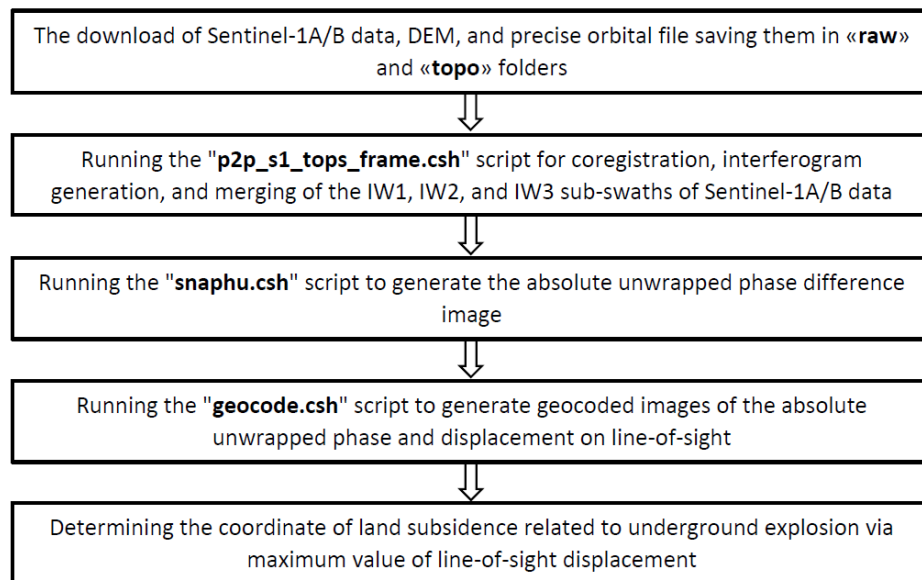 The download of Sentinel-1A/B data, DEM, and precise orbital file saving them in «raw»
and «topo» folders
Running the "p2p_s1_tops_frame.csh" script for coregistration, interferogram
generation, and merging of the IW1, IW2, and IW3 sub-swaths of Sentinel-1A/B data
Running the "snaphu.csh" script to generate the absolute unwrapped phase difference
image
Running the "geocode.csh" script to generate geocoded images of the absolute
unwrapped phase and displacement on line-of-sight
Determining the coordinate of land subsidence related to underground explosion via
maximum value of line-of-sight displacement